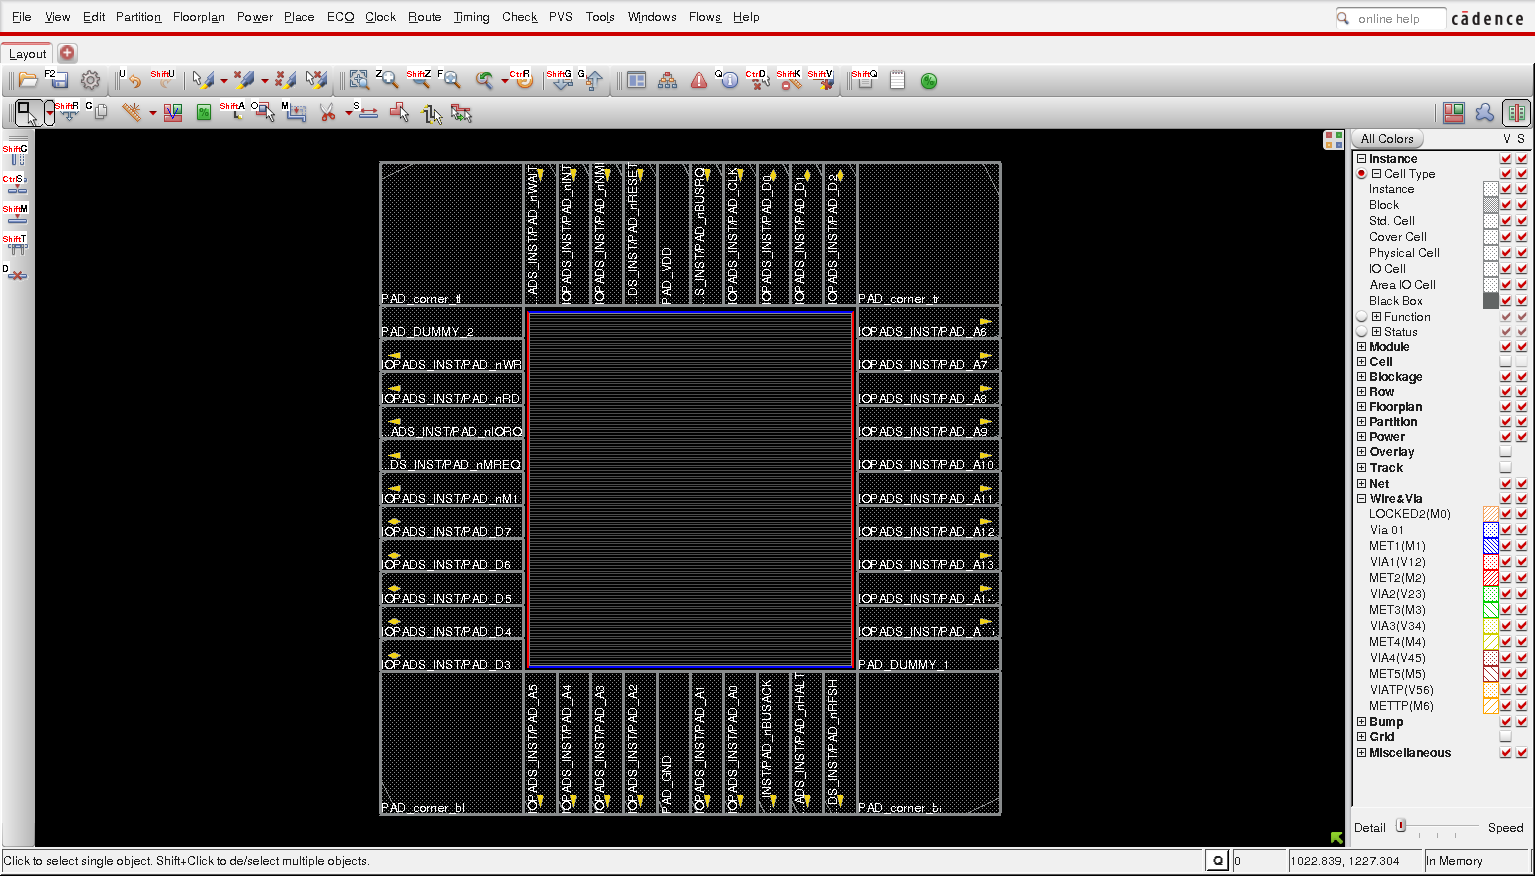 File View Edit Partition Floorplan Power Place ECO Clock Route Timing Check PVS Tools Windows Flows Help
online help
cādence
Layout
F2 U ShiftU Z ShiftZ F CtrR ShiftG G Q CtrD ShiftK ShiftV ShiftQ
ShiftR G ShiftA O M S
ShiftC
CtrS
ShiftM
ShiftT
D
PAD_corner_tl
.ADS_INST/PAD_nWAIT
IOPADS_INST/PAD_nINT
IOPADS_INST/PAD_nNMI
.DS_INST/PAD_nRESET
PAD_VDD
.S_INST/PAD_nBUSRQ
IOPADS_INST/PAD_CLK
IOPADS_INST/PAD_D0
IOPADS_INST/PAD_D1
IOPADS_INST/PAD_D2
PAD_corner_tr
PAD_DUMMY_2
IOPADS_INST/PAD_nWR
IOPADS_INST/PAD_nRD
.ADS_INST/PAD_nIORQ
.DS_INST/PAD_nMREQ
IOPADS_INST/PAD_nM1
IOPADS_INST/PAD_D7
IOPADS_INST/PAD_D6
IOPADS_INST/PAD_D5
IOPADS_INST/PAD_D4
IOPADS_INST/PAD_D3
IOPADS_INST/PAD_A6
IOPADS_INST/PAD_A7
IOPADS_INST/PAD_A8
IOPADS_INST/PAD_A9
IOPADS_INST/PAD_A10
IOPADS_INST/PAD_A11
IOPADS_INST/PAD_A12
IOPADS_INST/PAD_A13
PAD_DUMMY_1
PAD_corner_bl
IOPADS_INST/PAD_A5
IOPADS_INST/PAD_A4
IOPADS_INST/PAD_A3
IOPADS_INST/PAD_A2
PAD_GND
IOPADS_INST/PAD_A1
IOPADS_INST/PAD_A0
._INST/PAD_nBUSACK
.ADS_INST/PAD_nHALT
.DS_INST/PAD_nRFSH
All Colors V S
Instance
Cell Type
Instance
Block
Std. Cell
Cover Cell
Physical Cell
IO Cell
Area IO Cell
Black Box
Function
Status
Module
Cell
Blockage
Row
Floorplan
Partition
Power
Overlay
Track
Net
Wire&Via
LOCKED2(M0)
Via 01
MET1(M1)
VIA1(V12)
MET2(M2)
VIA2(V23)
MET3(M3)
VIA3(V34)
MET4(M4)
VIA4(V45)
MET5(M5)
VIATP(V56)
METTP(M6)
Bump
Grid
Miscellaneous
Detail Speed
Click to select single object. Shift+Click to de/select multiple objects. Q 0 1022.839, 1227.304 In Memory